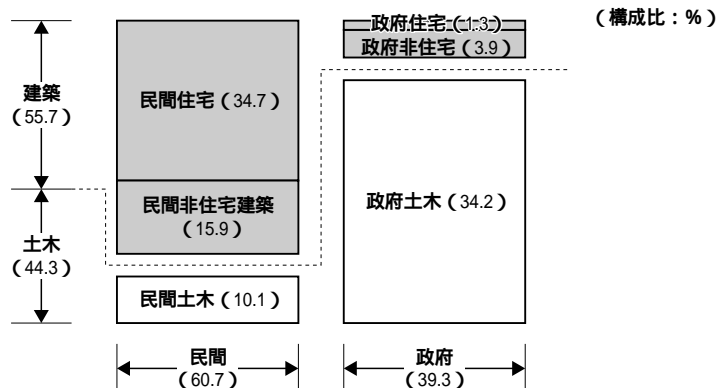 （構成比：%）
政府住宅（1.3）
政府非住宅（3.9）
建築
（55.7）
民間住宅（34.7）
民間非住宅建築
（15.9）
政府土木（34.2）
土木
（44.3）
民間土木（10.1）
民間
（60.7）
政府
（39.3）